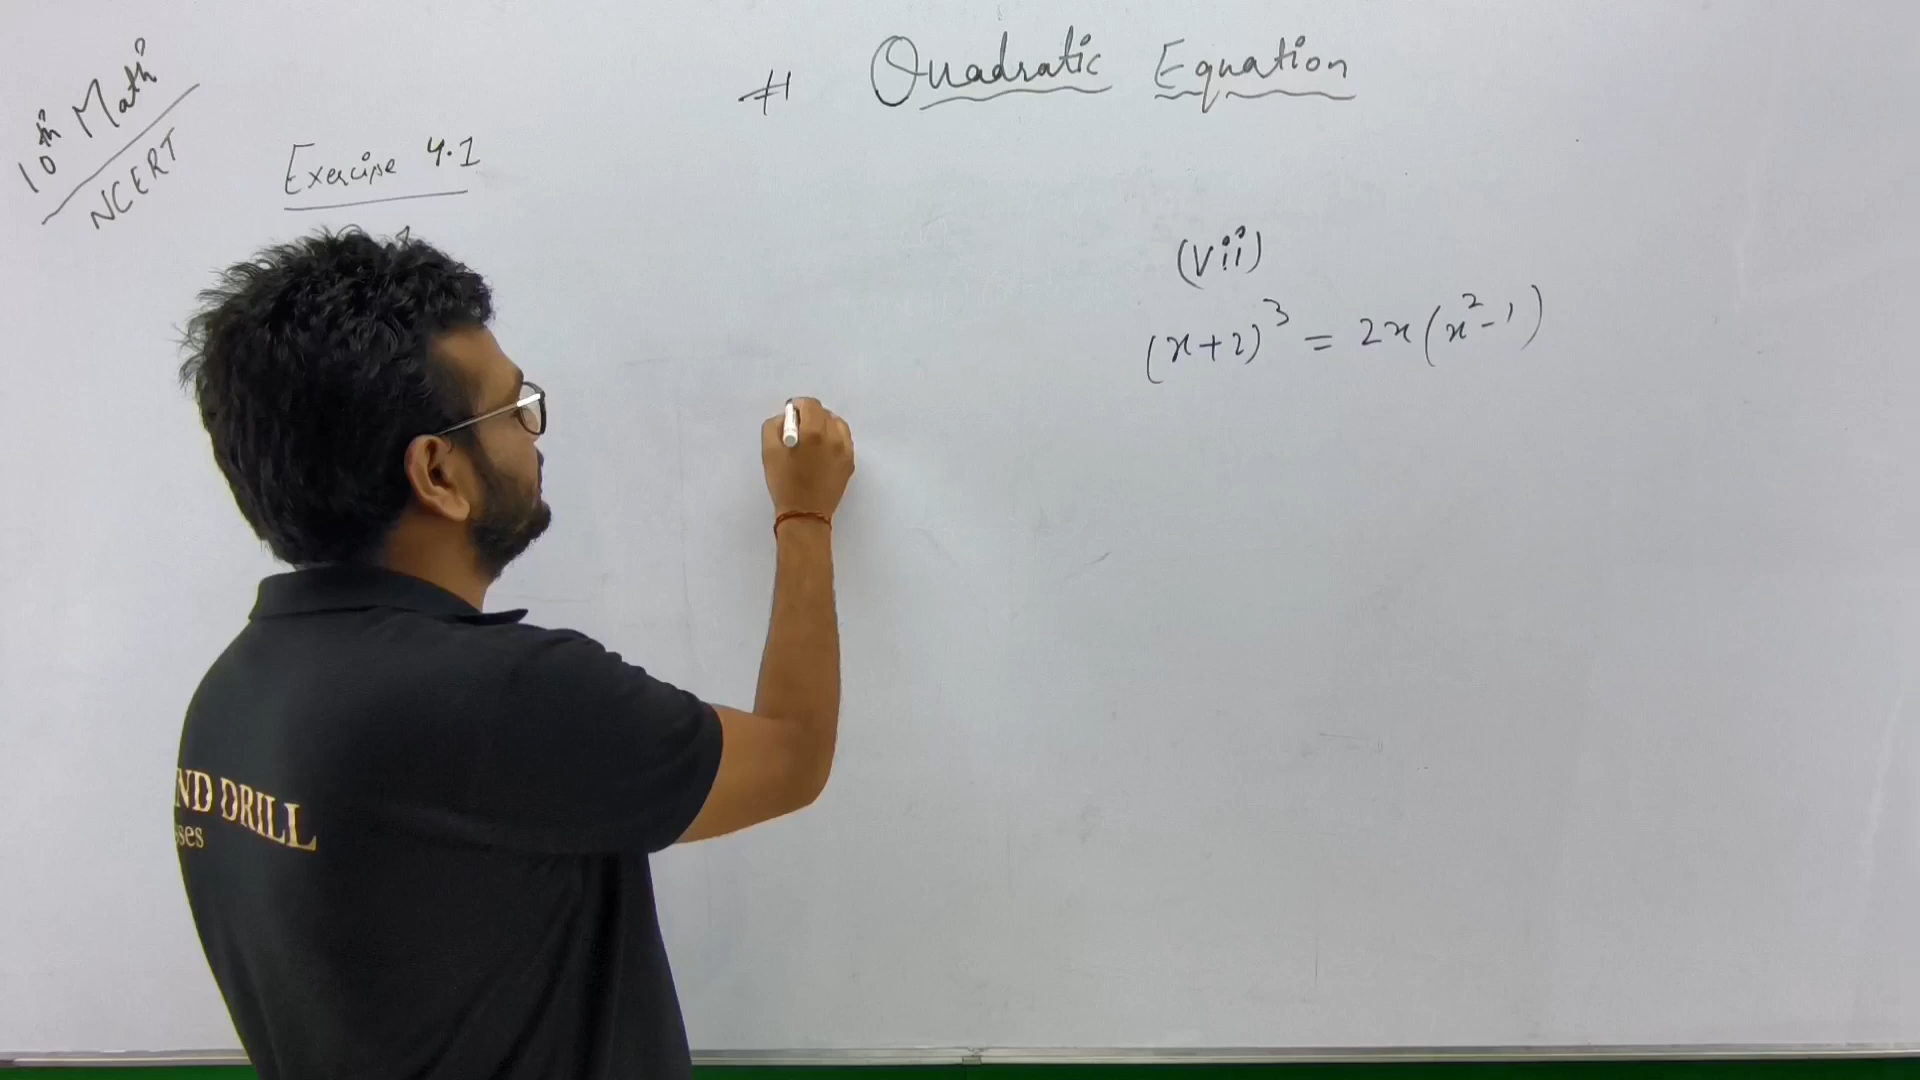 10th Math
NCERT
# Quadratic Equation
Exercise 4.1
(vii)
(x+2)³ = 2x(x²-1)
ND DRILL
sses